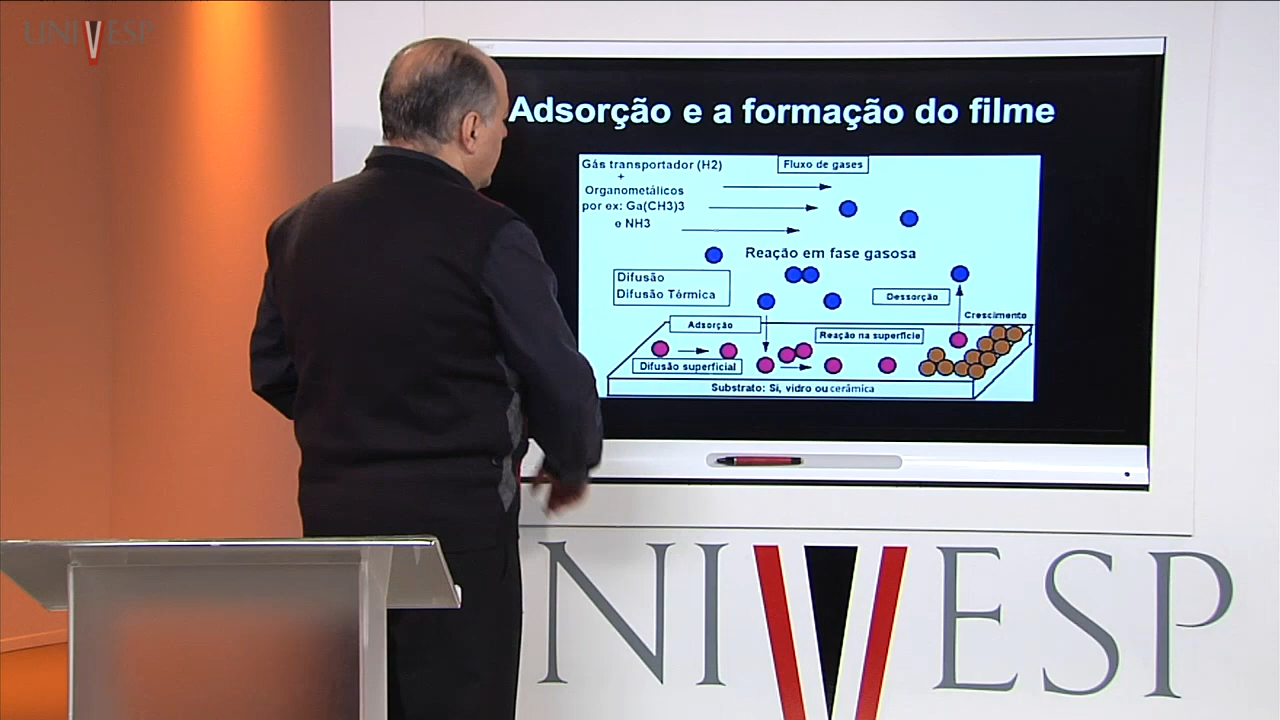 UNIVESP
Adsorção e a formação do filme
Gás transportador (H2)
+
Organometálicos
por ex: Ga(CH3)3
e NH3
Fluxo de gases
Reação em fase gasosa
Difusão
Difusão Térmica
Dessorção
Crescimento
Adsorção
Reação na superfície
Difusão superficial
Substrato: Si, vidro ou cerâmica
UNIVESP